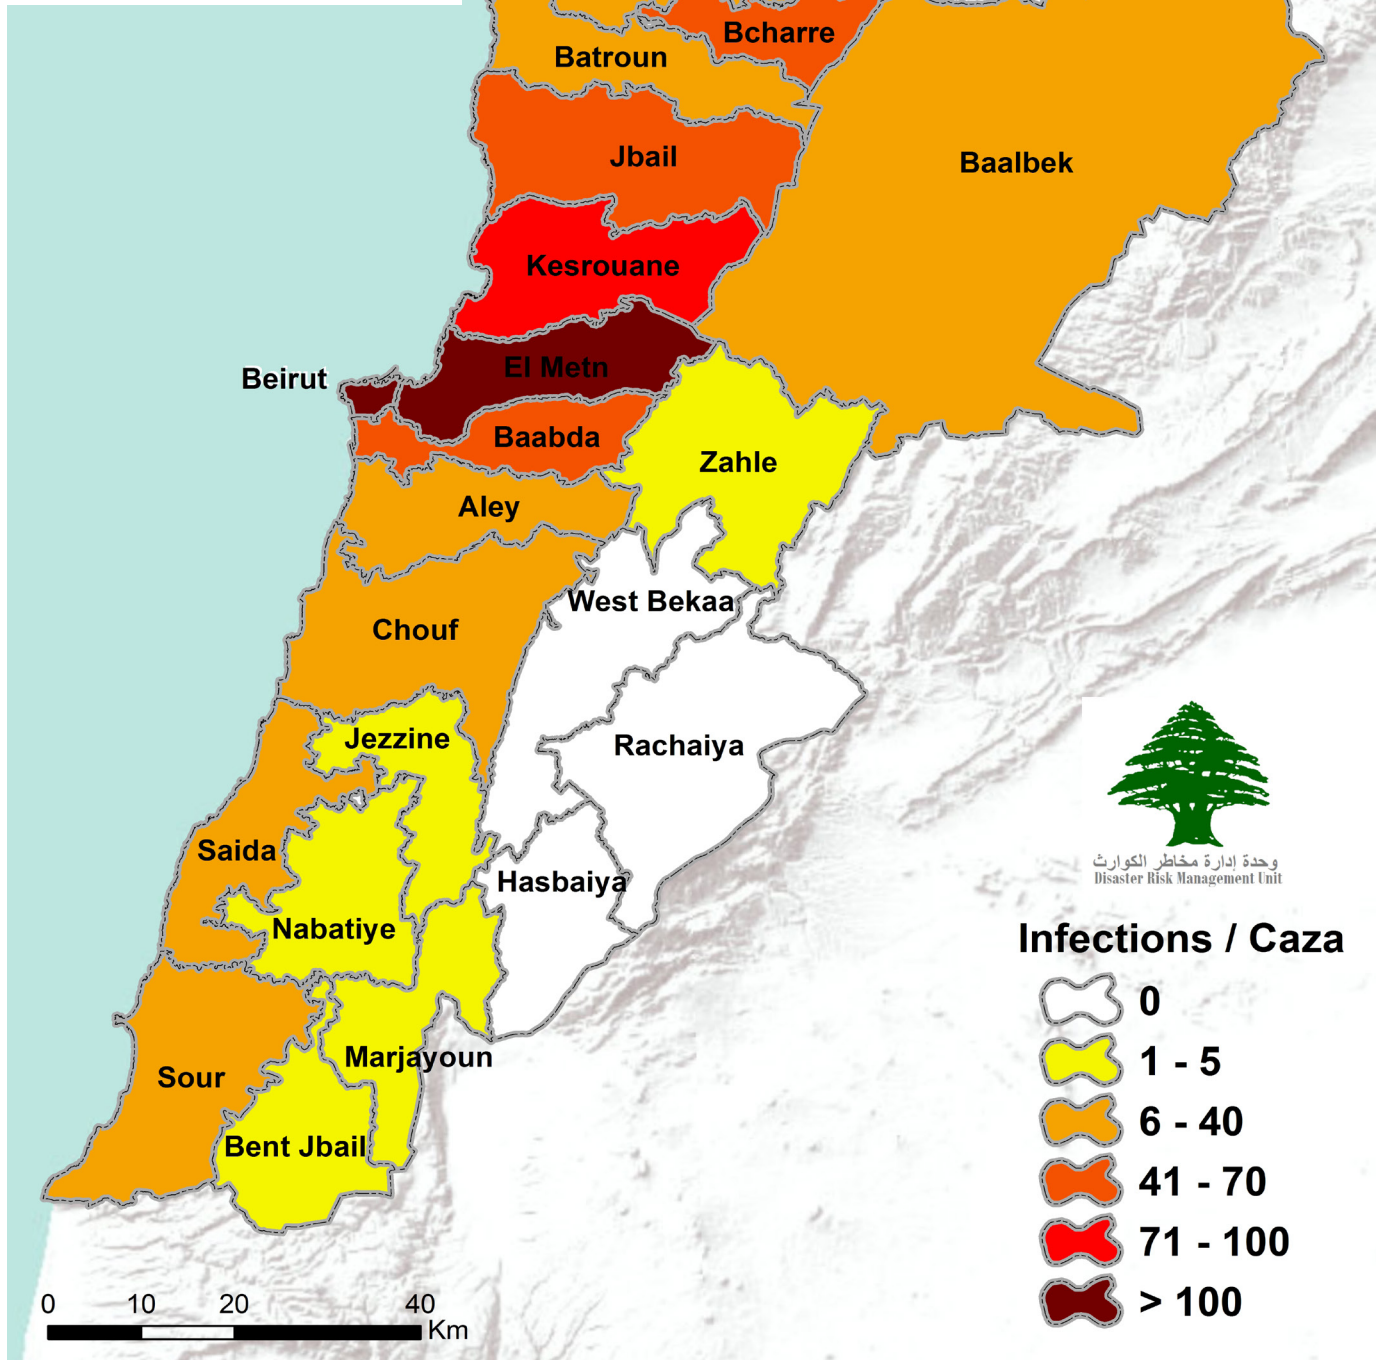 Bcharre
Batroun
Jbail
Baalbek
Kesrouane
El Metn
Beirut
Baabda
Zahle
Aley
West Bekaa
Chouf
Jezzine
Rachaiya
Saida
Hasbaiya
Nabatiye
Marjayoun
Sour
Bent Jbail
وحدة إدارة مخاطر الكوارث
Disaster Risk Management Unit
Infections / Caza
0
1 - 5
6 - 40
41 - 70
71 - 100
> 100
0 10 20 40
Km